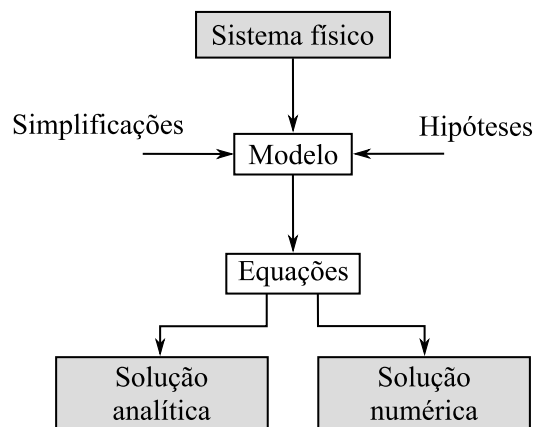 Sistema físico
Simplificações
Hipóteses
Modelo
Equações
Solução
analítica
Solução
numérica